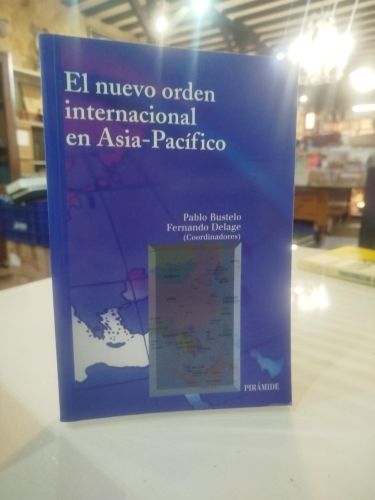 El nuevo orden
internacional
en Asia-Pacífico
Pablo Bustelo
Fernando Delage
(Coordinadores)
PIRÁMIDE